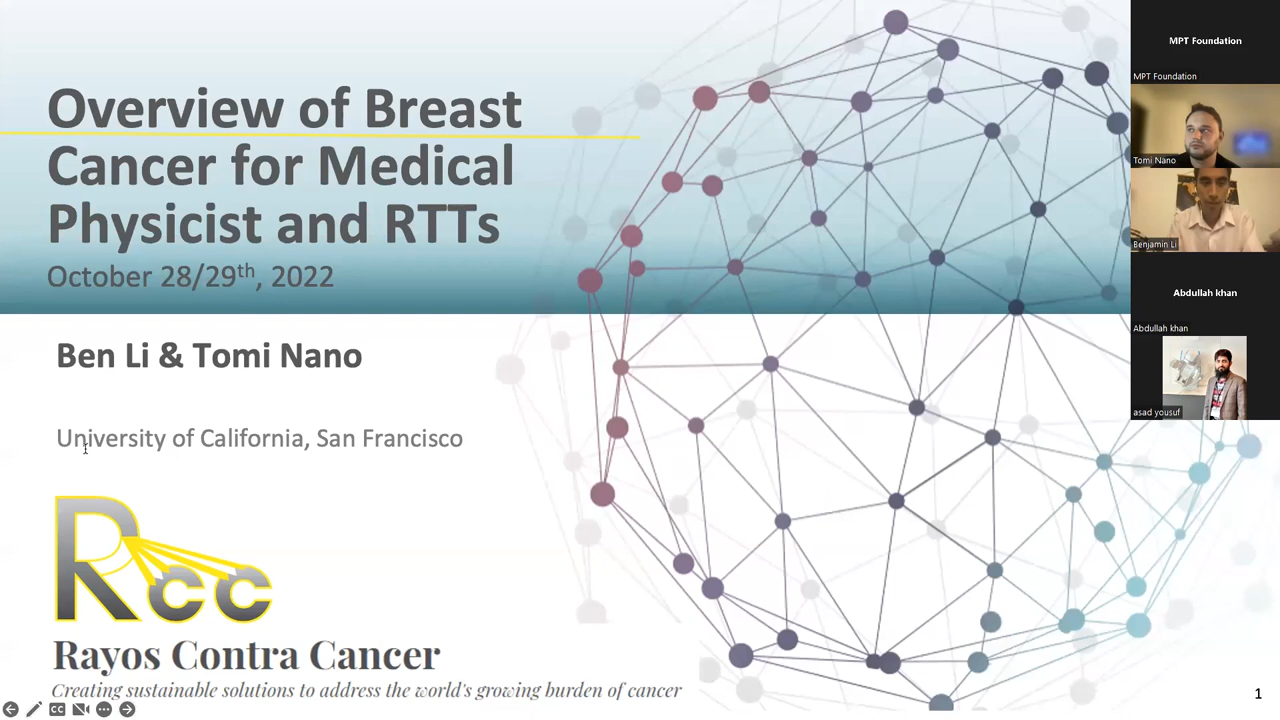 Overview of Breast
Cancer for Medical
Physicist and RTTs
October 28/29th, 2022
Ben Li & Tomi Nano
University of California, San Francisco
Rcc
Rayos Contra Cancer
Creating sustainable solutions to address the world's growing burden of cancer
CC
1
MPT Foundation
MPT Foundation
Tomi Nano
Benjamin Li
Abdullah khan
Abdullah khan
asad yousuf